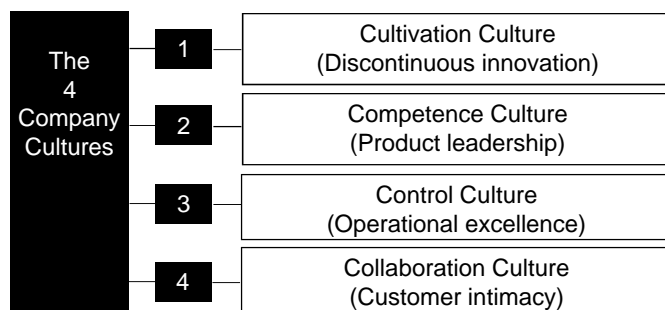 The
4
Company
Cultures
1
Cultivation Culture
(Discontinuous innovation)
2
Competence Culture
(Product leadership)
3
Control Culture
(Operational excellence)
4
Collaboration Culture
(Customer intimacy)